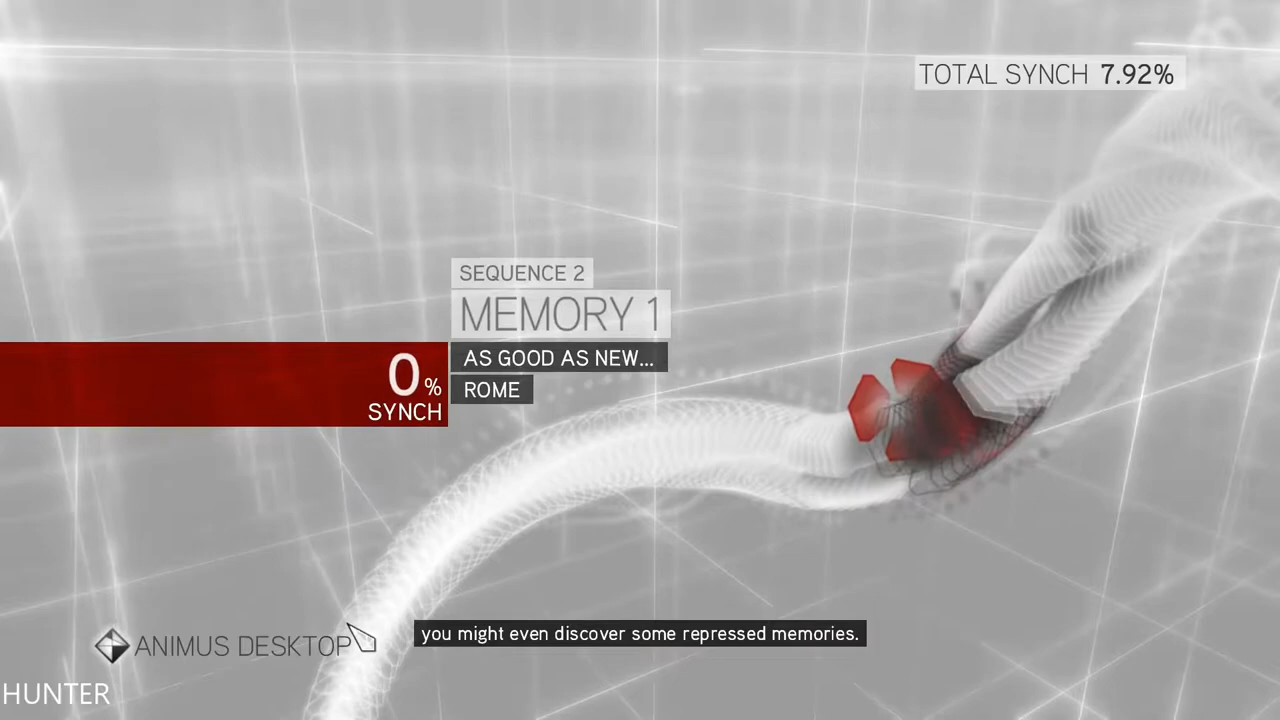 TOTAL SYNCH 7.92%
SEQUENCE 2
MEMORY 1
0%
SYNCH
AS GOOD AS NEW...
ROME
you might even discover some repressed memories.
ANIMUS DESKTOP
HUNTER